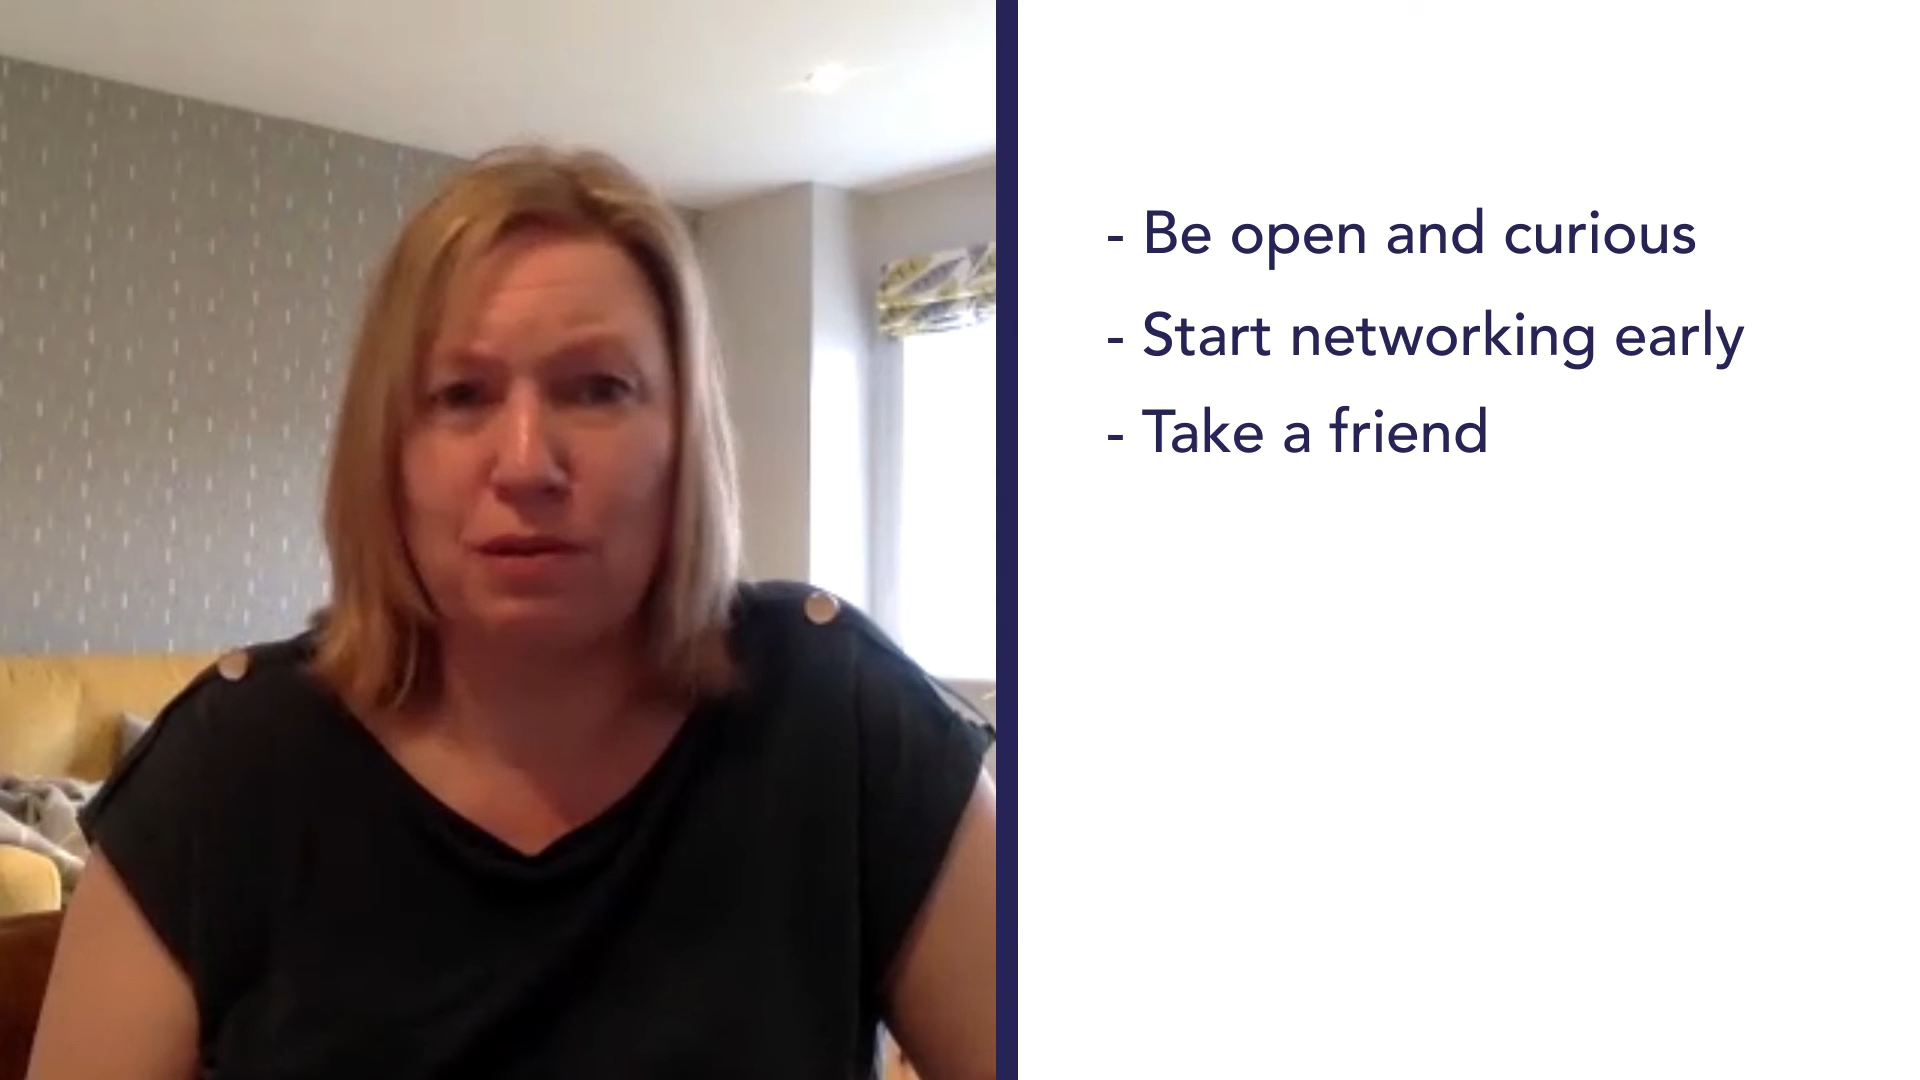 - Be open and curious
- Start networking early
- Take a friend